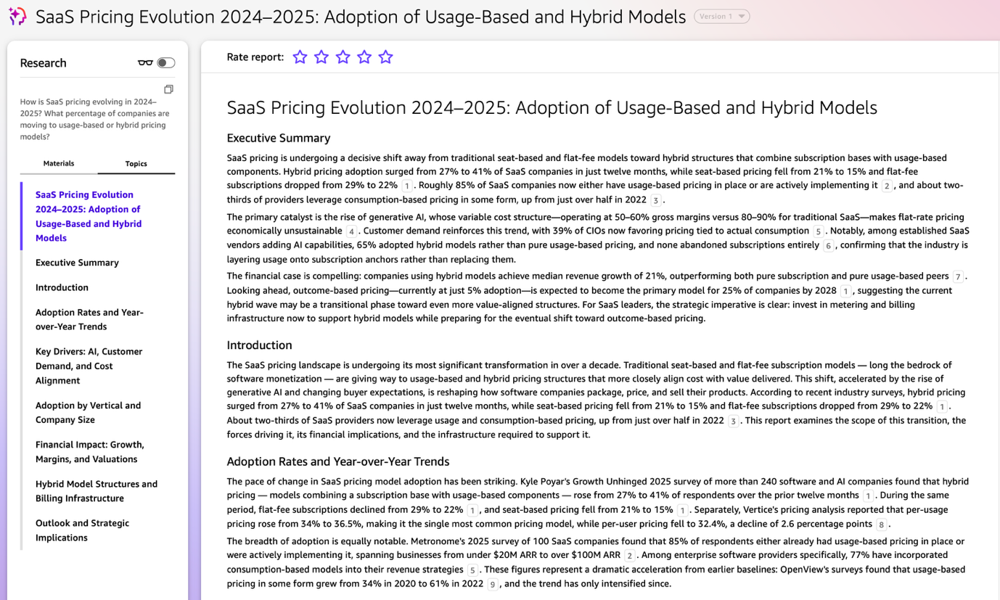 SaaS Pricing Evolution 2024–2025: Adoption of Usage-Based and Hybrid Models
Version 1
Research
How is SaaS pricing evolving in 2024–
2025? What percentage of companies are
moving to usage-based or hybrid pricing
models?
Materials
Topics
SaaS Pricing Evolution
2024–2025: Adoption of
Usage-Based and Hybrid
Models
Executive Summary
Introduction
Adoption Rates and Year-
over-Year Trends
Key Drivers: AI, Customer
Demand, and Cost
Alignment
Adoption by Vertical and
Company Size
Financial Impact: Growth,
Margins, and Valuations
Hybrid Model Structures and
Billing Infrastructure
Outlook and Strategic
Implications
Rate report:
SaaS Pricing Evolution 2024–2025: Adoption of Usage-Based and Hybrid Models
Executive Summary
SaaS pricing is undergoing a decisive shift away from traditional seat-based and flat-fee models toward hybrid structures that combine subscription bases with usage-based
components. Hybrid pricing adoption surged from 27% to 41% of SaaS companies in just twelve months, while seat-based pricing fell from 21% to 15% and flat-fee
subscriptions dropped from 29% to 22% 1 . Roughly 85% of SaaS companies now either have usage-based pricing in place or are actively implementing it 2 , and about two-
thirds of providers leverage consumption-based pricing in some form, up from just over half in 2022 3 .
The primary catalyst is the rise of generative AI, whose variable cost structure—operating at 50–60% gross margins versus 80–90% for traditional SaaS—makes flat-rate pricing
economically unsustainable 4 . Customer demand reinforces this trend, with 39% of CIOs now favoring pricing tied to actual consumption 5 . Notably, among established SaaS
vendors adding AI capabilities, 65% adopted hybrid models rather than pure usage-based pricing, and none abandoned subscriptions entirely 6 , confirming that the industry is
layering usage onto subscription anchors rather than replacing them.
The financial case is compelling: companies using hybrid models achieve median revenue growth of 21%, outperforming both pure subscription and pure usage-based peers 7 .
Looking ahead, outcome-based pricing—currently at just 5% adoption—is expected to become the primary model for 25% of companies by 2028 1 , suggesting the current
hybrid wave may be a transitional phase toward even more value-aligned structures. For SaaS leaders, the strategic imperative is clear: invest in metering and billing
infrastructure now to support hybrid models while preparing for the eventual shift toward outcome-based pricing.
Introduction
The SaaS pricing landscape is undergoing its most significant transformation in over a decade. Traditional seat-based and flat-fee subscription models — long the bedrock of
software monetization — are giving way to usage-based and hybrid pricing structures that more closely align cost with value delivered. This shift, accelerated by the rise of
generative AI and changing buyer expectations, is reshaping how software companies package, price, and sell their products. According to recent industry surveys, hybrid pricing
surged from 27% to 41% of SaaS companies in just twelve months, while seat-based pricing fell from 21% to 15% and flat-fee subscriptions dropped from 29% to 22% 1 .
About two-thirds of SaaS providers now leverage usage and consumption-based pricing, up from just over half in 2022 3 . This report examines the scope of this transition, the
forces driving it, its financial implications, and the infrastructure required to support it.
Adoption Rates and Year-over-Year Trends
The pace of change in SaaS pricing model adoption has been striking. Kyle Poyar's Growth Unhinged 2025 survey of more than 240 software and AI companies found that hybrid
pricing — models combining a subscription base with usage-based components — rose from 27% to 41% of respondents over the prior twelve months 1 . During the same
period, flat-fee subscriptions declined from 29% to 22% 1 , and seat-based pricing fell from 21% to 15% 1 . Separately, Vertice's pricing analysis reported that per-usage
pricing rose from 34% to 36.5%, making it the single most common pricing model, while per-user pricing fell to 32.4%, a decline of 2.6 percentage points 8 .
The breadth of adoption is equally notable. Metronome's 2025 survey of 100 SaaS companies found that 85% of respondents either already had usage-based pricing in place or
were actively implementing it, spanning businesses from under $20M ARR to over $100M ARR 2 . Among enterprise software providers specifically, 77% have incorporated
consumption-based models into their revenue strategies 5 . These figures represent a dramatic acceleration from earlier baselines: OpenView's surveys found that usage-based
pricing in some form grew from 34% in 2020 to 61% in 2022 9 , and the trend has only intensified since.